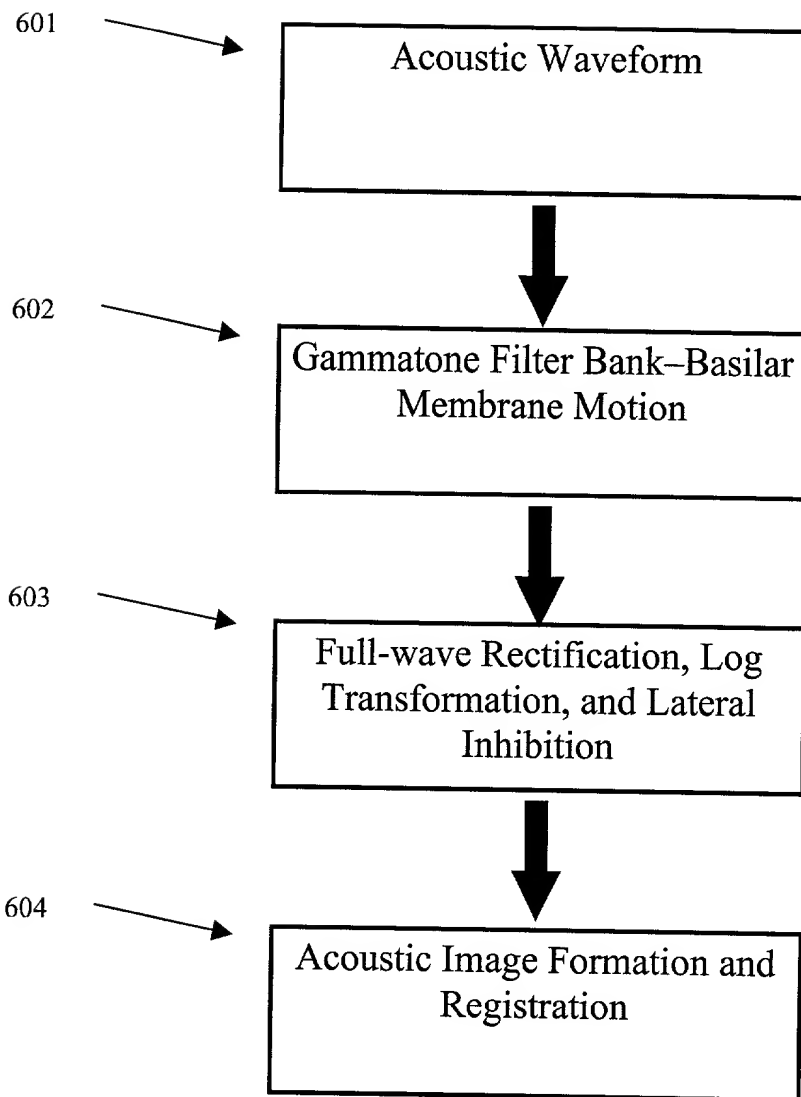 601
Acoustic Waveform
602
Gammatone Filter Bank–Basilar
Membrane Motion
603
Full-wave Rectification, Log
Transformation, and Lateral
Inhibition
604
Acoustic Image Formation and
Registration